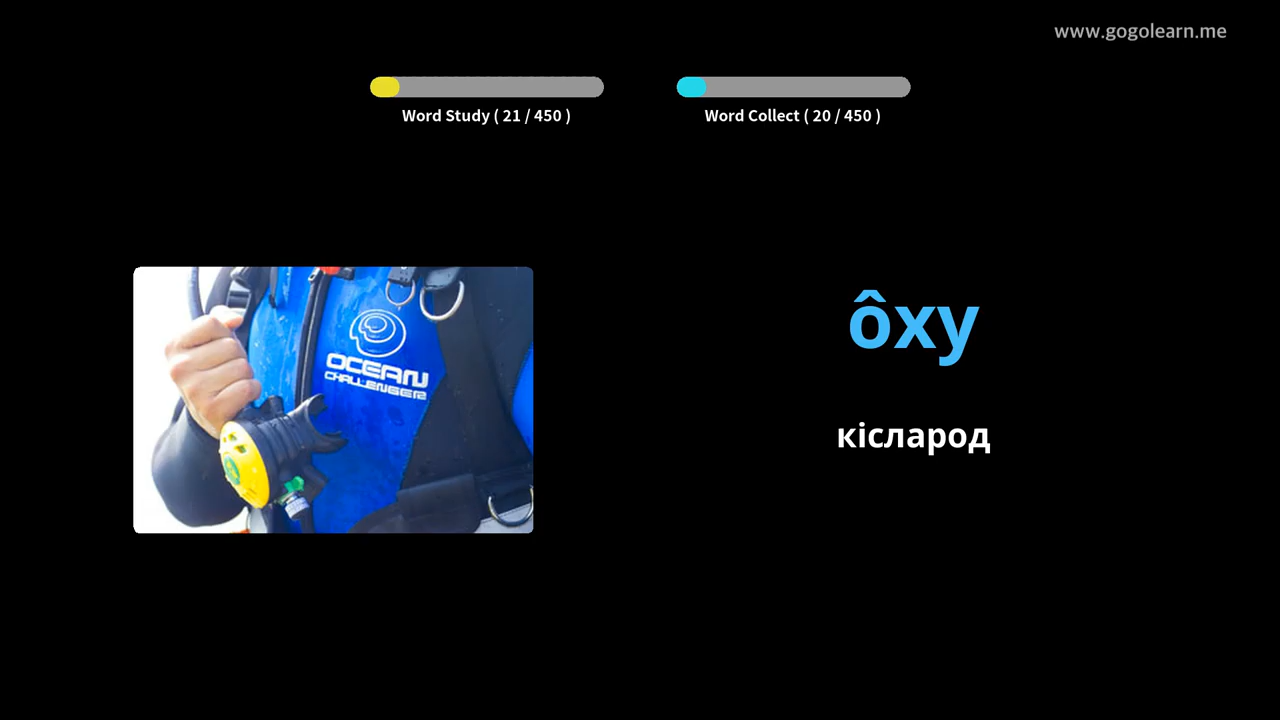 www.gogolearn.me
Word Study ( 21 / 450 )
Word Collect ( 20 / 450 )
OCEAN
CHALLENGER
ôxy
кісларод